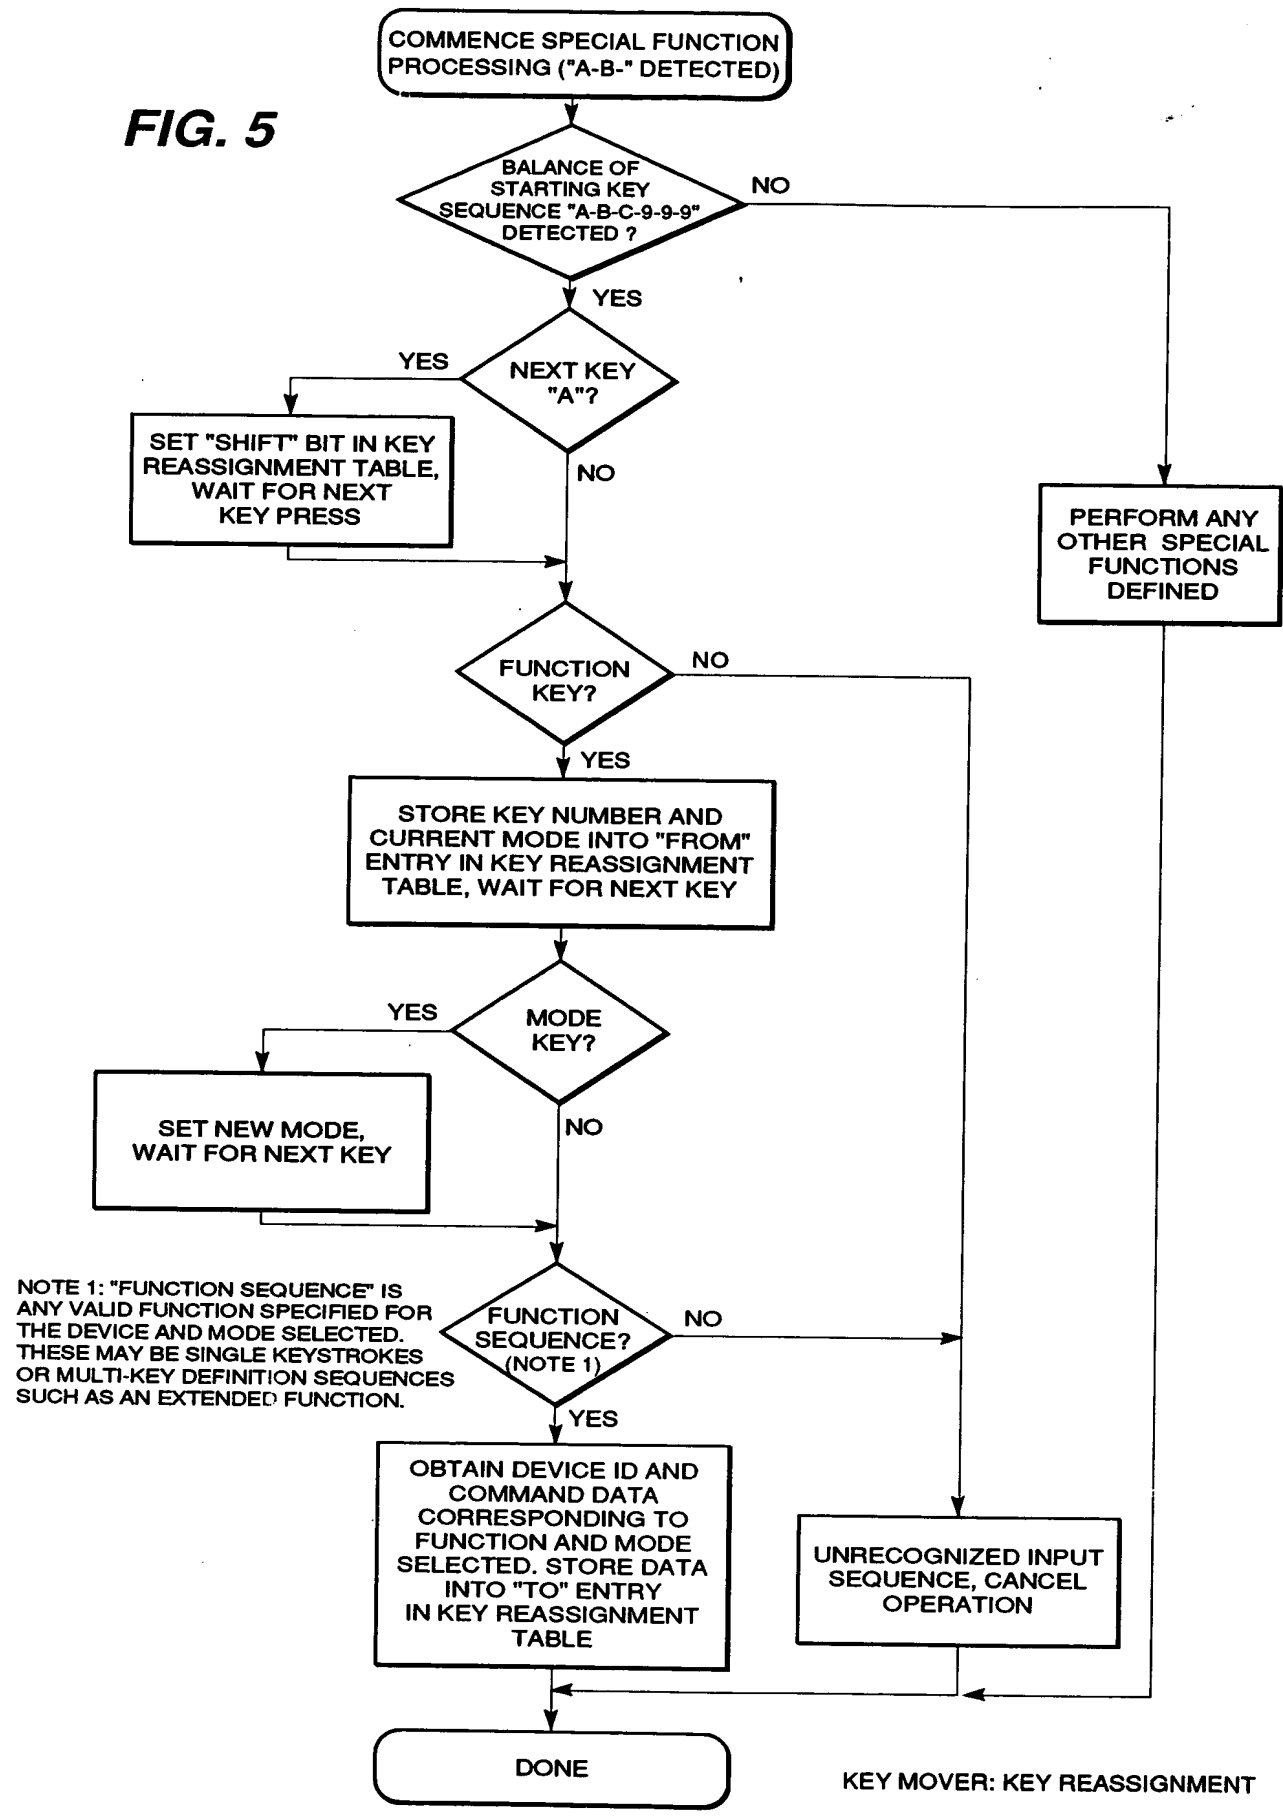 COMMENCE SPECIAL FUNCTION
PROCESSING ("A-B-" DETECTED)
FIG. 5
BALANCE OF
STARTING KEY
SEQUENCE "A-B-C-9-9-9"
DETECTED ?
NO
YES
NEXT KEY
"A"?
YES
NO
SET "SHIFT" BIT IN KEY
REASSIGNMENT TABLE,
WAIT FOR NEXT
KEY PRESS
PERFORM ANY
OTHER SPECIAL
FUNCTIONS
DEFINED
FUNCTION
KEY?
NO
YES
STORE KEY NUMBER AND
CURRENT MODE INTO "FROM"
ENTRY IN KEY REASSIGNMENT
TABLE, WAIT FOR NEXT KEY
MODE
KEY?
YES
NO
SET NEW MODE,
WAIT FOR NEXT KEY
NOTE 1: "FUNCTION SEQUENCE" IS
ANY VALID FUNCTION SPECIFIED FOR
THE DEVICE AND MODE SELECTED.
THESE MAY BE SINGLE KEYSTROKES
OR MULTI-KEY DEFINITION SEQUENCES
SUCH AS AN EXTENDED FUNCTION.
FUNCTION
SEQUENCE?
(NOTE 1)
NO
YES
OBTAIN DEVICE ID AND
COMMAND DATA
CORRESPONDING TO
FUNCTION AND MODE
SELECTED. STORE DATA
INTO "TO" ENTRY
IN KEY REASSIGNMENT
TABLE
UNRECOGNIZED INPUT
SEQUENCE, CANCEL
OPERATION
DONE
KEY MOVER: KEY REASSIGNMENT